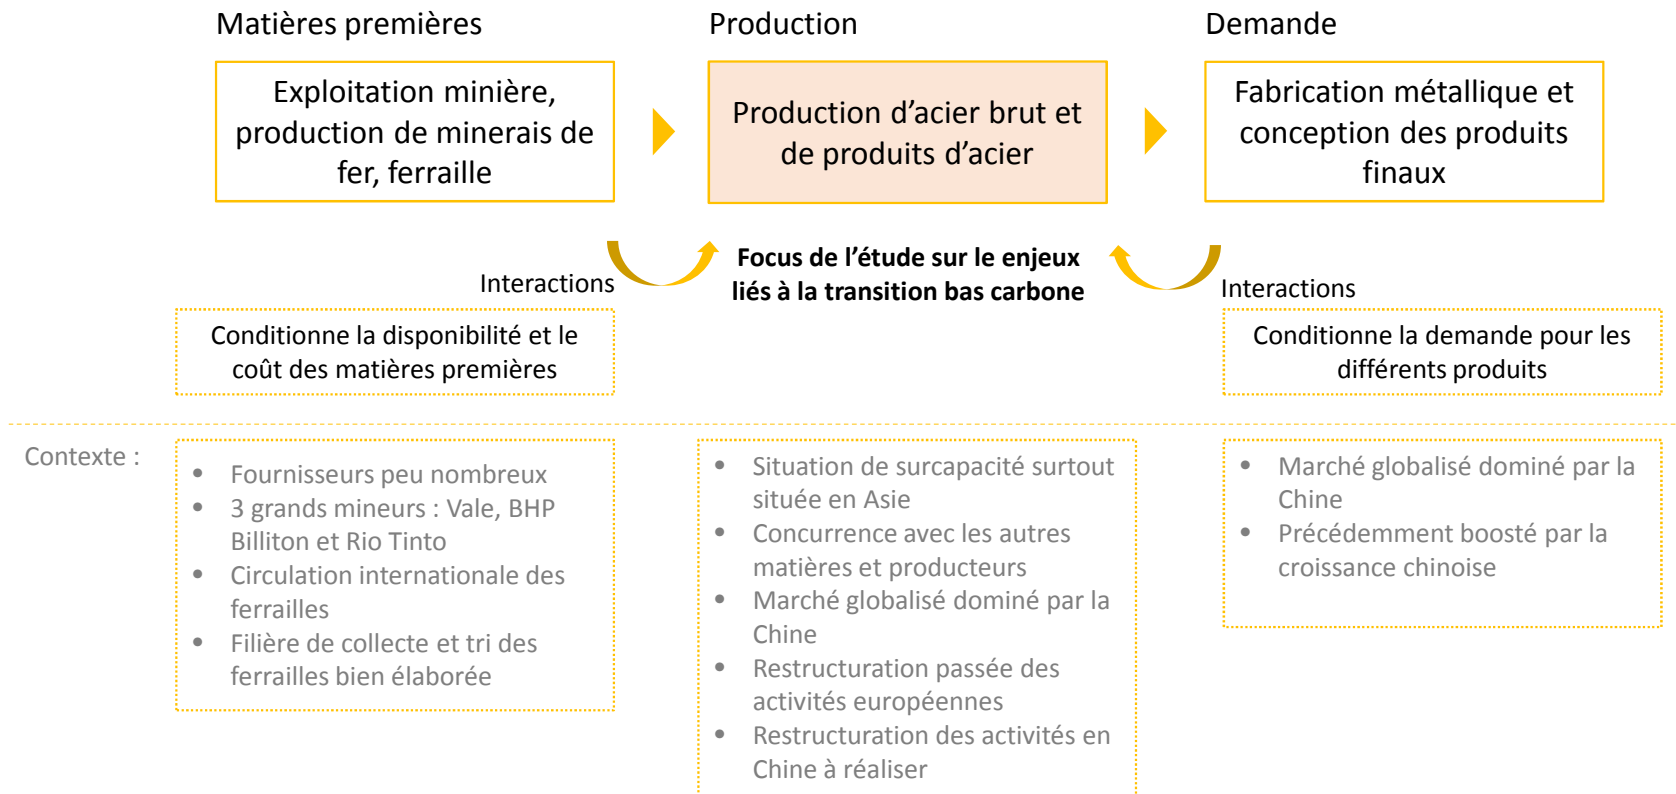 Matières premières
Exploitation minière,
production de minerais de
fer, ferraille
Production
Production d’acier brut et
de produits d’acier
Demande
Fabrication métallique et
conception des produits
finaux
Interactions
Focus de l’étude sur le enjeux
liés à la transition bas carbone
Interactions
Conditionne la disponibilité et le
coût des matières premières
Conditionne la demande pour les
différents produits
Contexte :
• Fournisseurs peu nombreux
• 3 grands mineurs : Vale, BHP
Billiton et Rio Tinto
• Circulation internationale des
ferrailles
• Filière de collecte et tri des
ferrailles bien élaborée
• Situation de surcapacité surtout
située en Asie
• Concurrence avec les autres
matières et producteurs
• Marché globalisé dominé par la
Chine
• Restructuration passée des
activités européennes
• Restructuration des activités en
Chine à réaliser
• Marché globalisé dominé par la
Chine
• Précédemment boosté par la
croissance chinoise